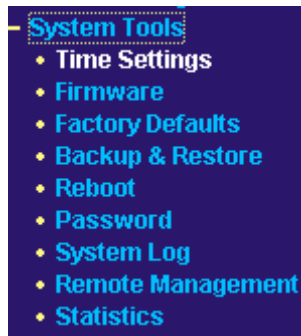 – System Tools
• Time Settings
• Firmware
• Factory Defaults
• Backup & Restore
• Reboot
• Password
• System Log
• Remote Management
• Statistics